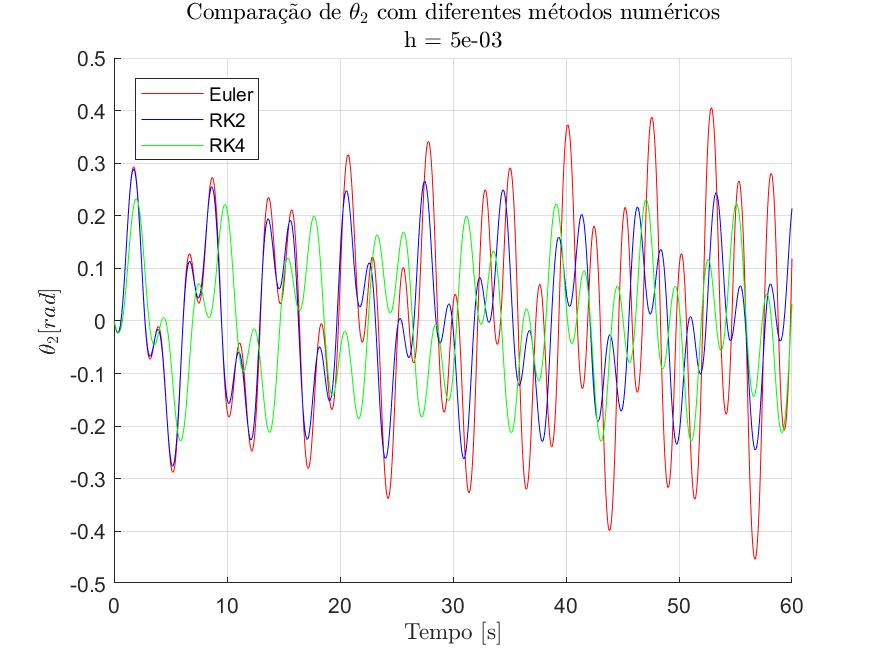 Comparação de θ₂ com diferentes métodos numéricos
h = 5e-03
Euler
RK2
RK4
0.5
0.4
0.3
0.2
0.1
0
-0.1
-0.2
-0.3
-0.4
-0.5
θ₂[rad]
0 10 20 30 40 50 60
Tempo [s]